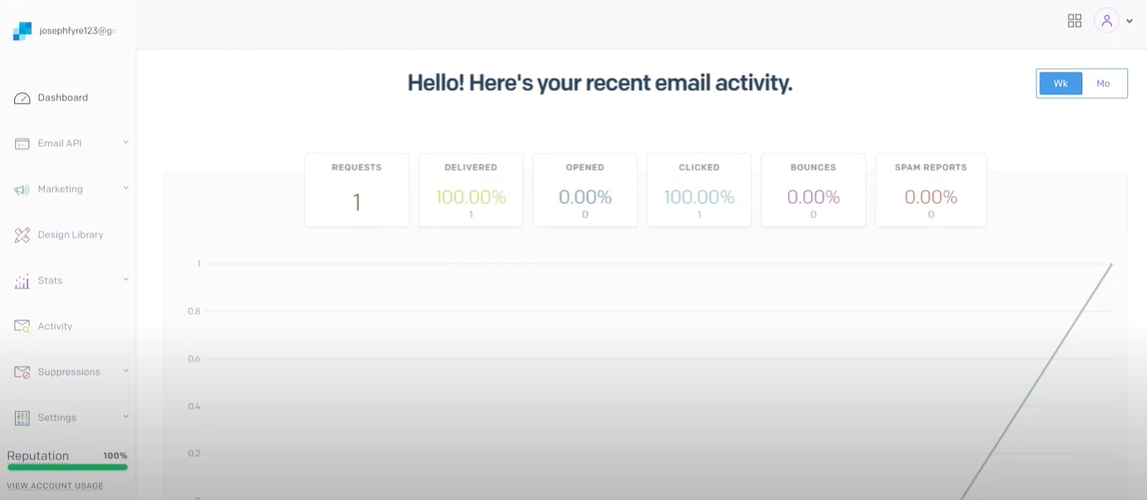 josephfyre123@gm
Dashboard
Email API
Marketing
Design Library
Stats
Activity
Suppressions
Settings
Reputation 100%
VIEW ACCOUNT USAGE
Hello! Here's your recent email activity.
Wk Mo
REQUESTS DELIVERED OPENED CLICKED BOUNCES SPAM REPORTS
1 100.00% 0.00% 100.00% 0.00% 0.00%
1 0 1 0 0
1
0.8
0.6
0.4
0.2
0